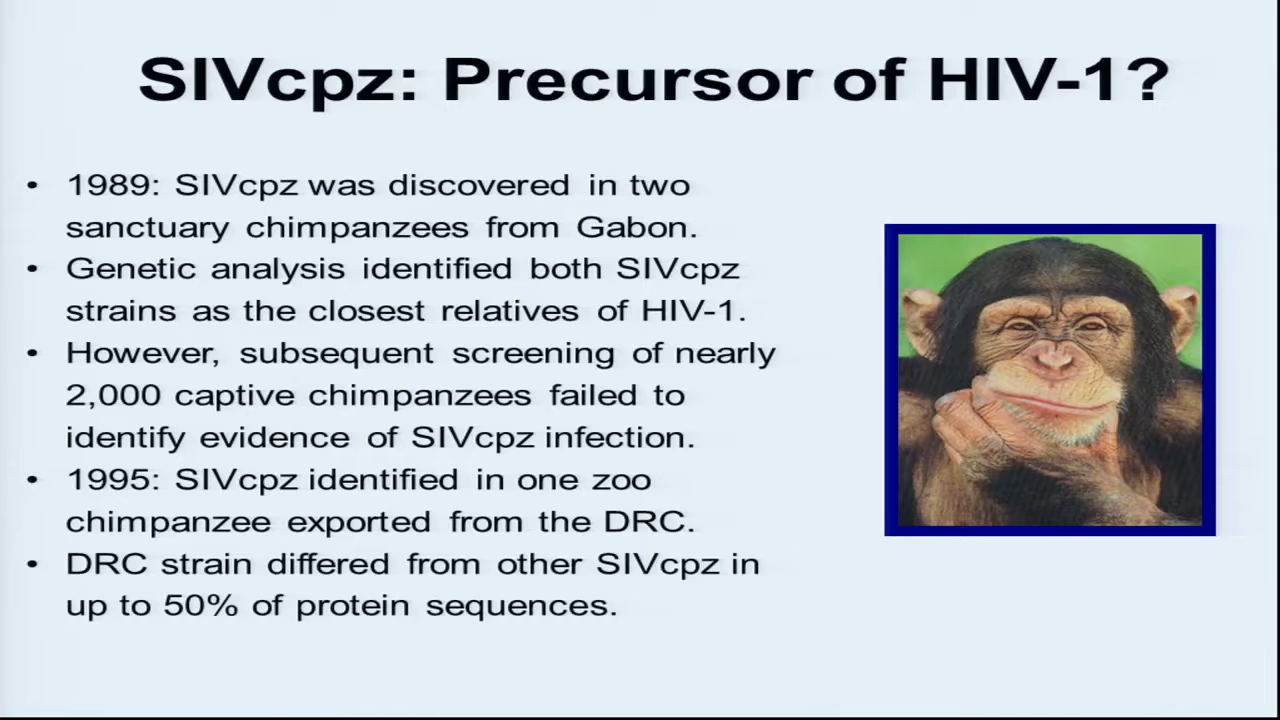 SIVcpz: Precursor of HIV-1?
• 1989: SIVcpz was discovered in two
sanctuary chimpanzees from Gabon.
• Genetic analysis identified both SIVcpz
strains as the closest relatives of HIV-1.
• However, subsequent screening of nearly
2,000 captive chimpanzees failed to
identify evidence of SIVcpz infection.
• 1995: SIVcpz identified in one zoo
chimpanzee exported from the DRC.
• DRC strain differed from other SIVcpz in
up to 50% of protein sequences.